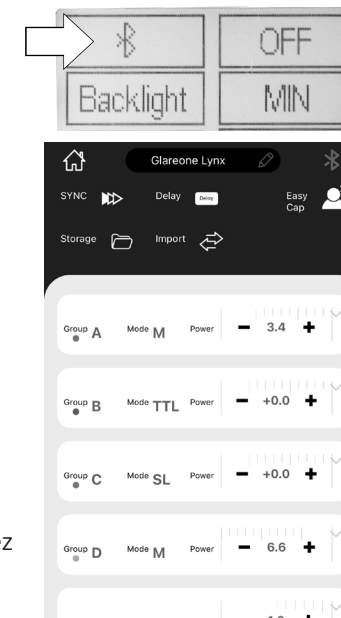 OFF
Backlight MIN
Glareone Lynx
SYNC Delay Delay Easy Cap
Storage Import
Group A Mode M Power - 3.4 +
Group B Mode TTL Power - +0.0 +
Group C Mode SL Power - +0.0 +
ez
Group D Mode M Power - 6.6 +